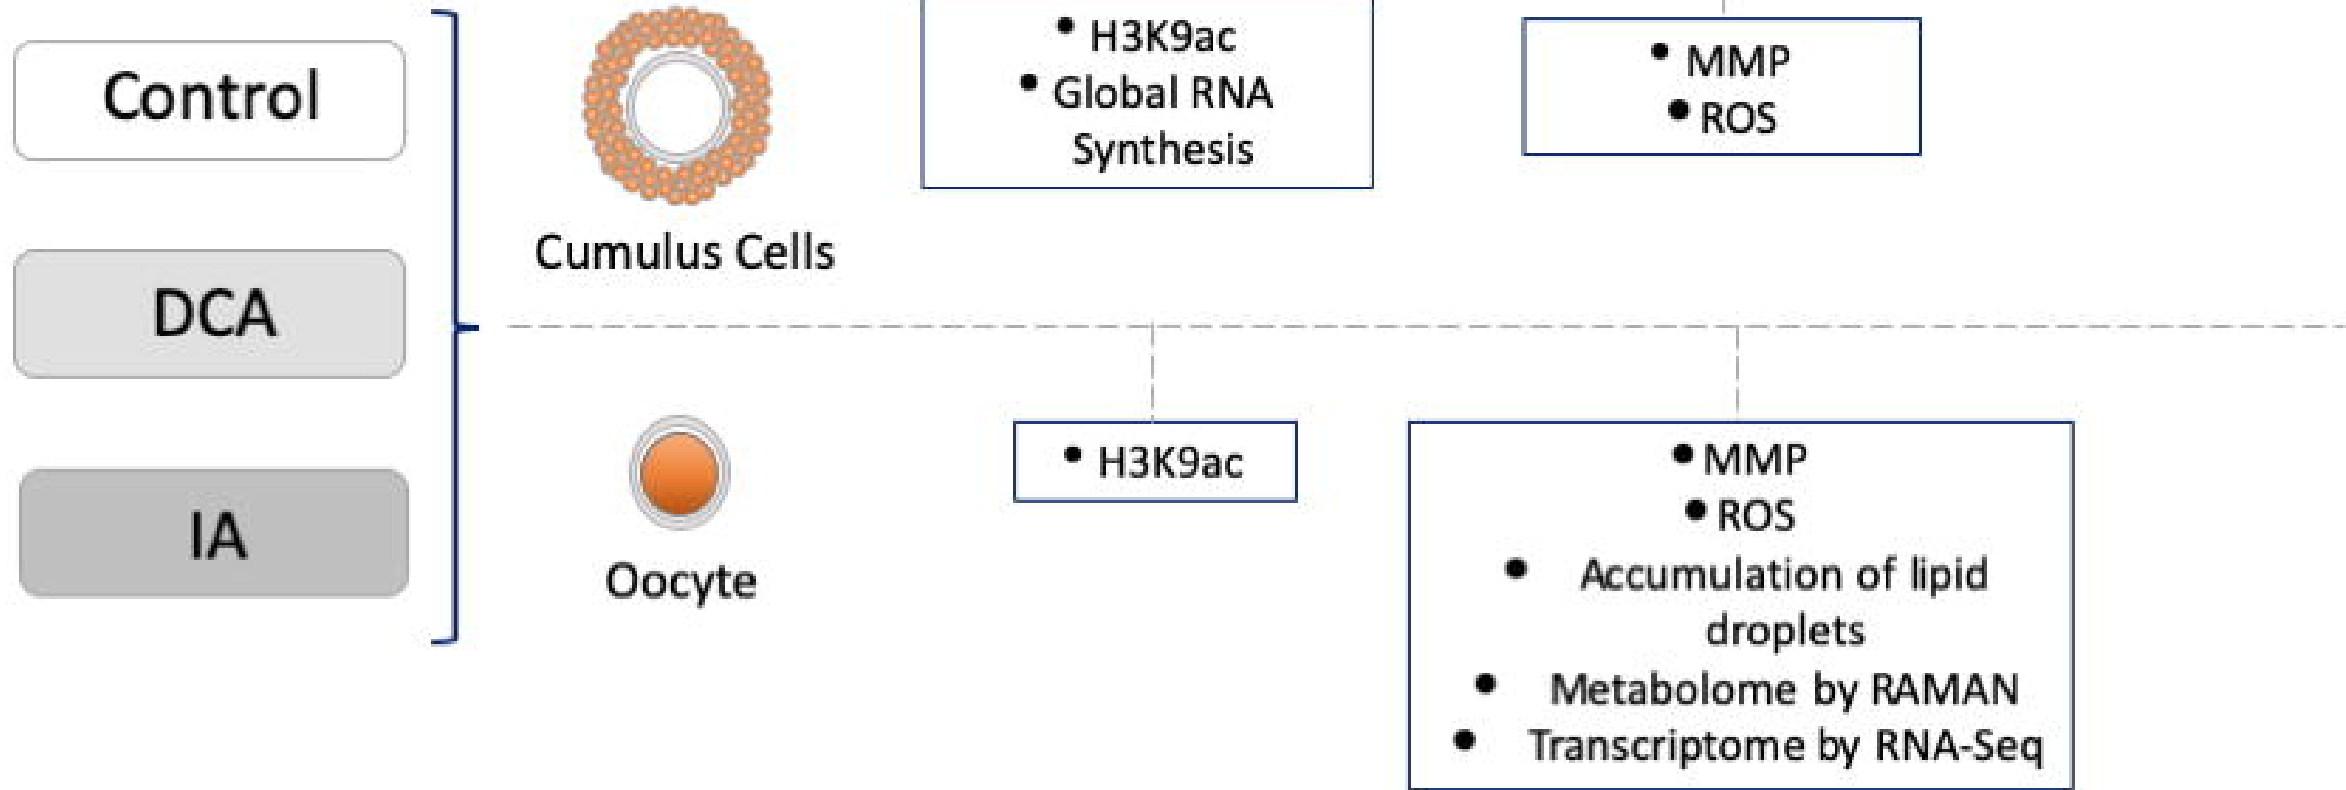 Control
DCA
IA
Cumulus Cells
• H3K9ac
• Global RNA
Synthesis
• MMP
• ROS
Oocyte
• H3K9ac
• MMP
• ROS
• Accumulation of lipid
droplets
• Metabolome by RAMAN
• Transcriptome by RNA-Seq